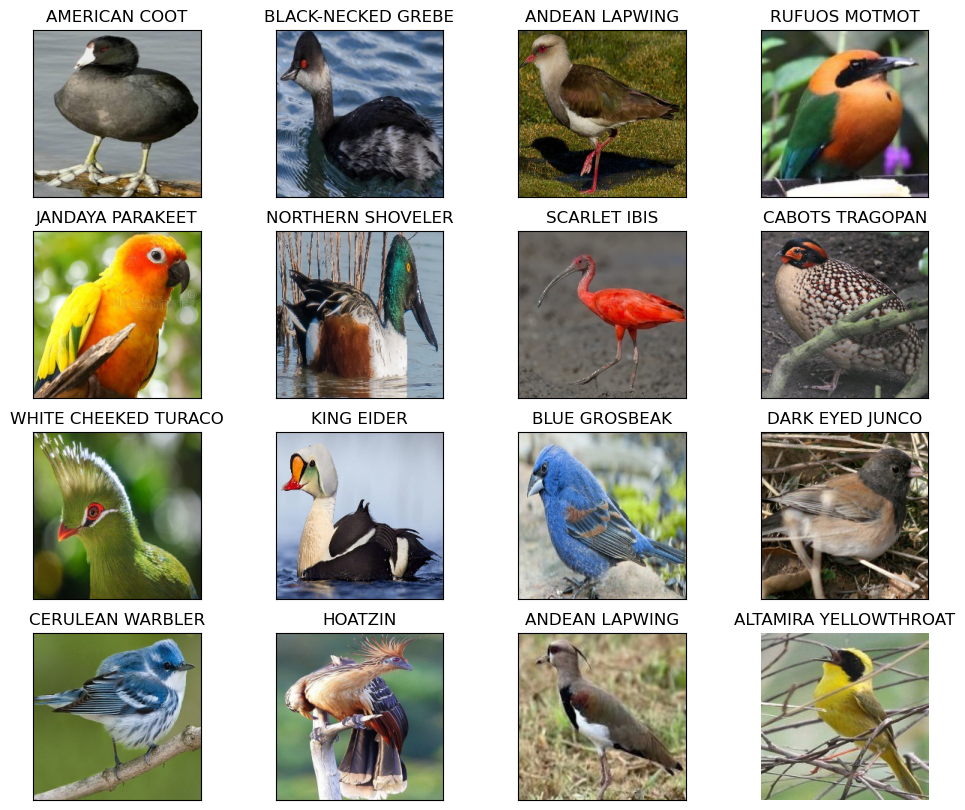 AMERICAN COOT
BLACK-NECKED GREBE
ANDEAN LAPWING
RUFUOS MOTMOT
JANDAYA PARAKEET
NORTHERN SHOVELER
SCARLET IBIS
CABOTS TRAGOPAN
WHITE CHEEKED TURACO
KING EIDER
BLUE GROSBEAK
DARK EYED JUNCO
CERULEAN WARBLER
HOATZIN
ANDEAN LAPWING
ALTAMIRA YELLOWTHROAT